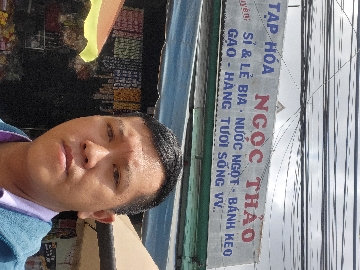 TẠP HÓA
NGỌC THẢO
SỈ & LẺ BIA - NƯỚC NGỌT - BÁNH KẸO
GẠO - HÀNG TƯƠI SỐNG VV..